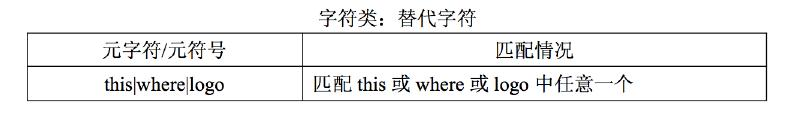 字符类：替代字符
元字符/元符号 匹配情况
this|where|logo 匹配 this 或 where 或 logo 中任意一个